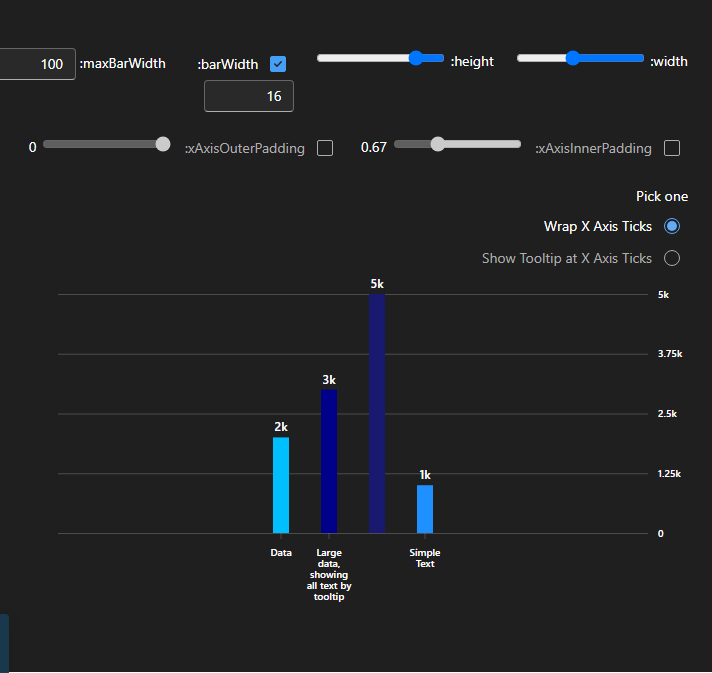 100 :maxBarWidth :barWidth :height :width
16
0 :xAxisOuterPadding 0.67 :xAxisInnerPadding
Pick one
Wrap X Axis Ticks
Show Tooltip at X Axis Ticks
5k
5k
3.75k
3k
2.5k
2k
1k
1.25k
0
Data
Large
data,
showing
all text by
tooltip
Simple
Text